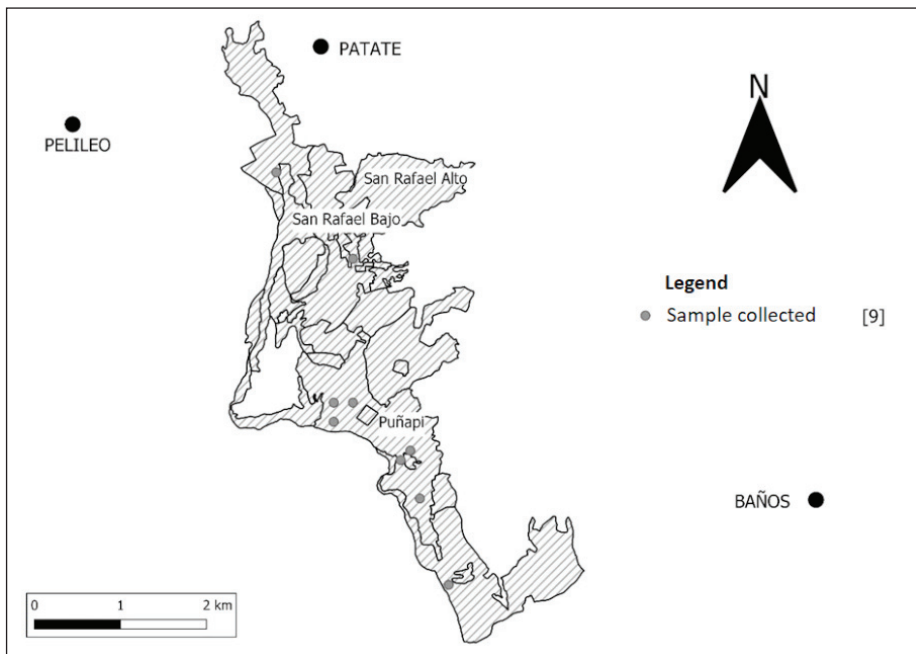 PATATE
N
PELILEO
San Rafael Alto
San Rafael Bajo
Legend
Sample collected [9]
Puñapi
BAÑOS
0 1 2 km